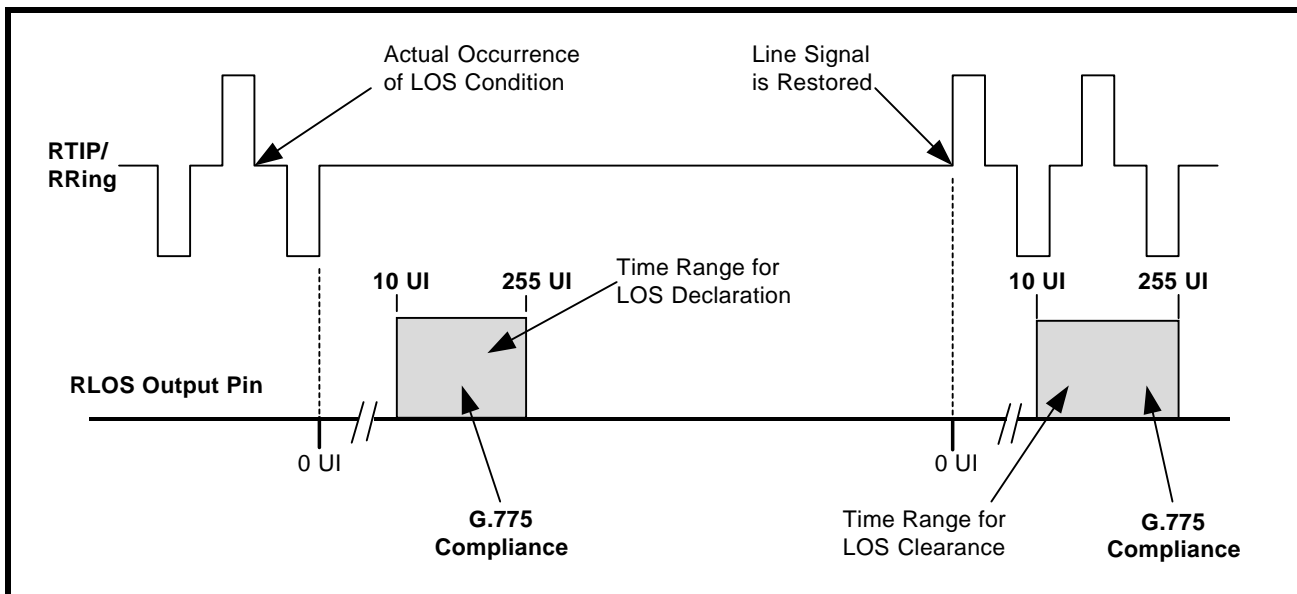 Actual Occurrence
of LOS Condition
Line Signal
is Restored
RTIP/
RRing
10 UI
255 UI
Time Range for
LOS Declaration
10 UI
255 UI
RLOS Output Pin
0 UI
0 UI
G.775
Compliance
Time Range for
LOS Clearance
G.775
Compliance